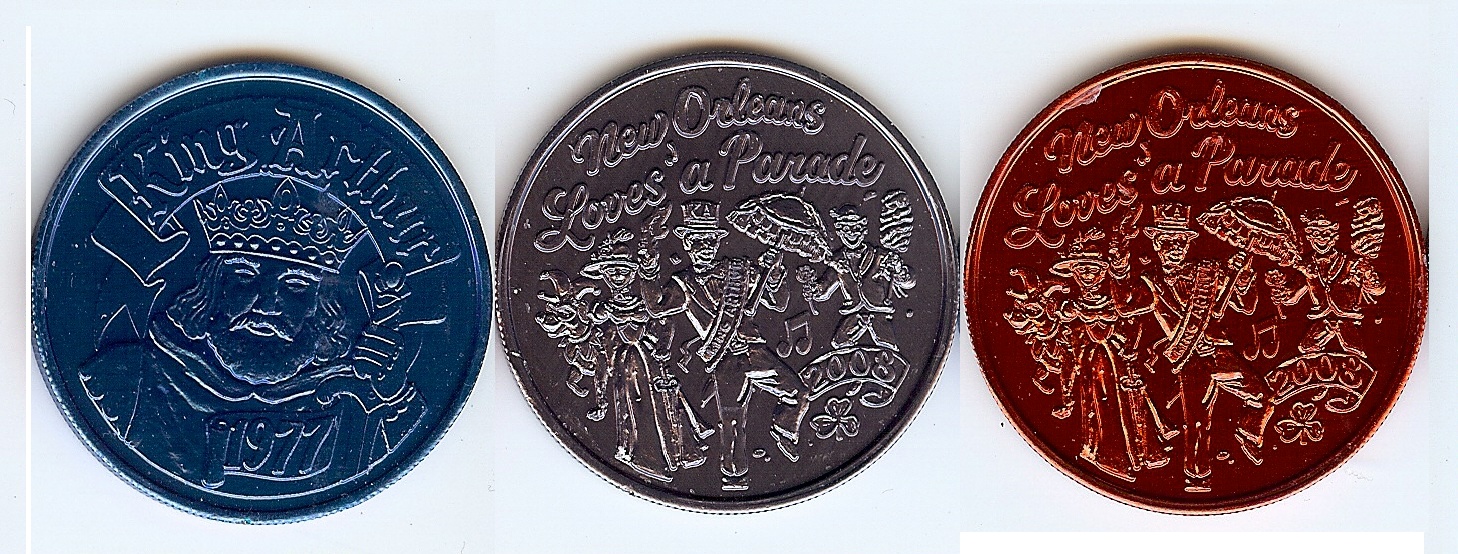 King Arthur
1977
New Orleans
Loves a Parade
2008
New Orleans
Loves a Parade
2008